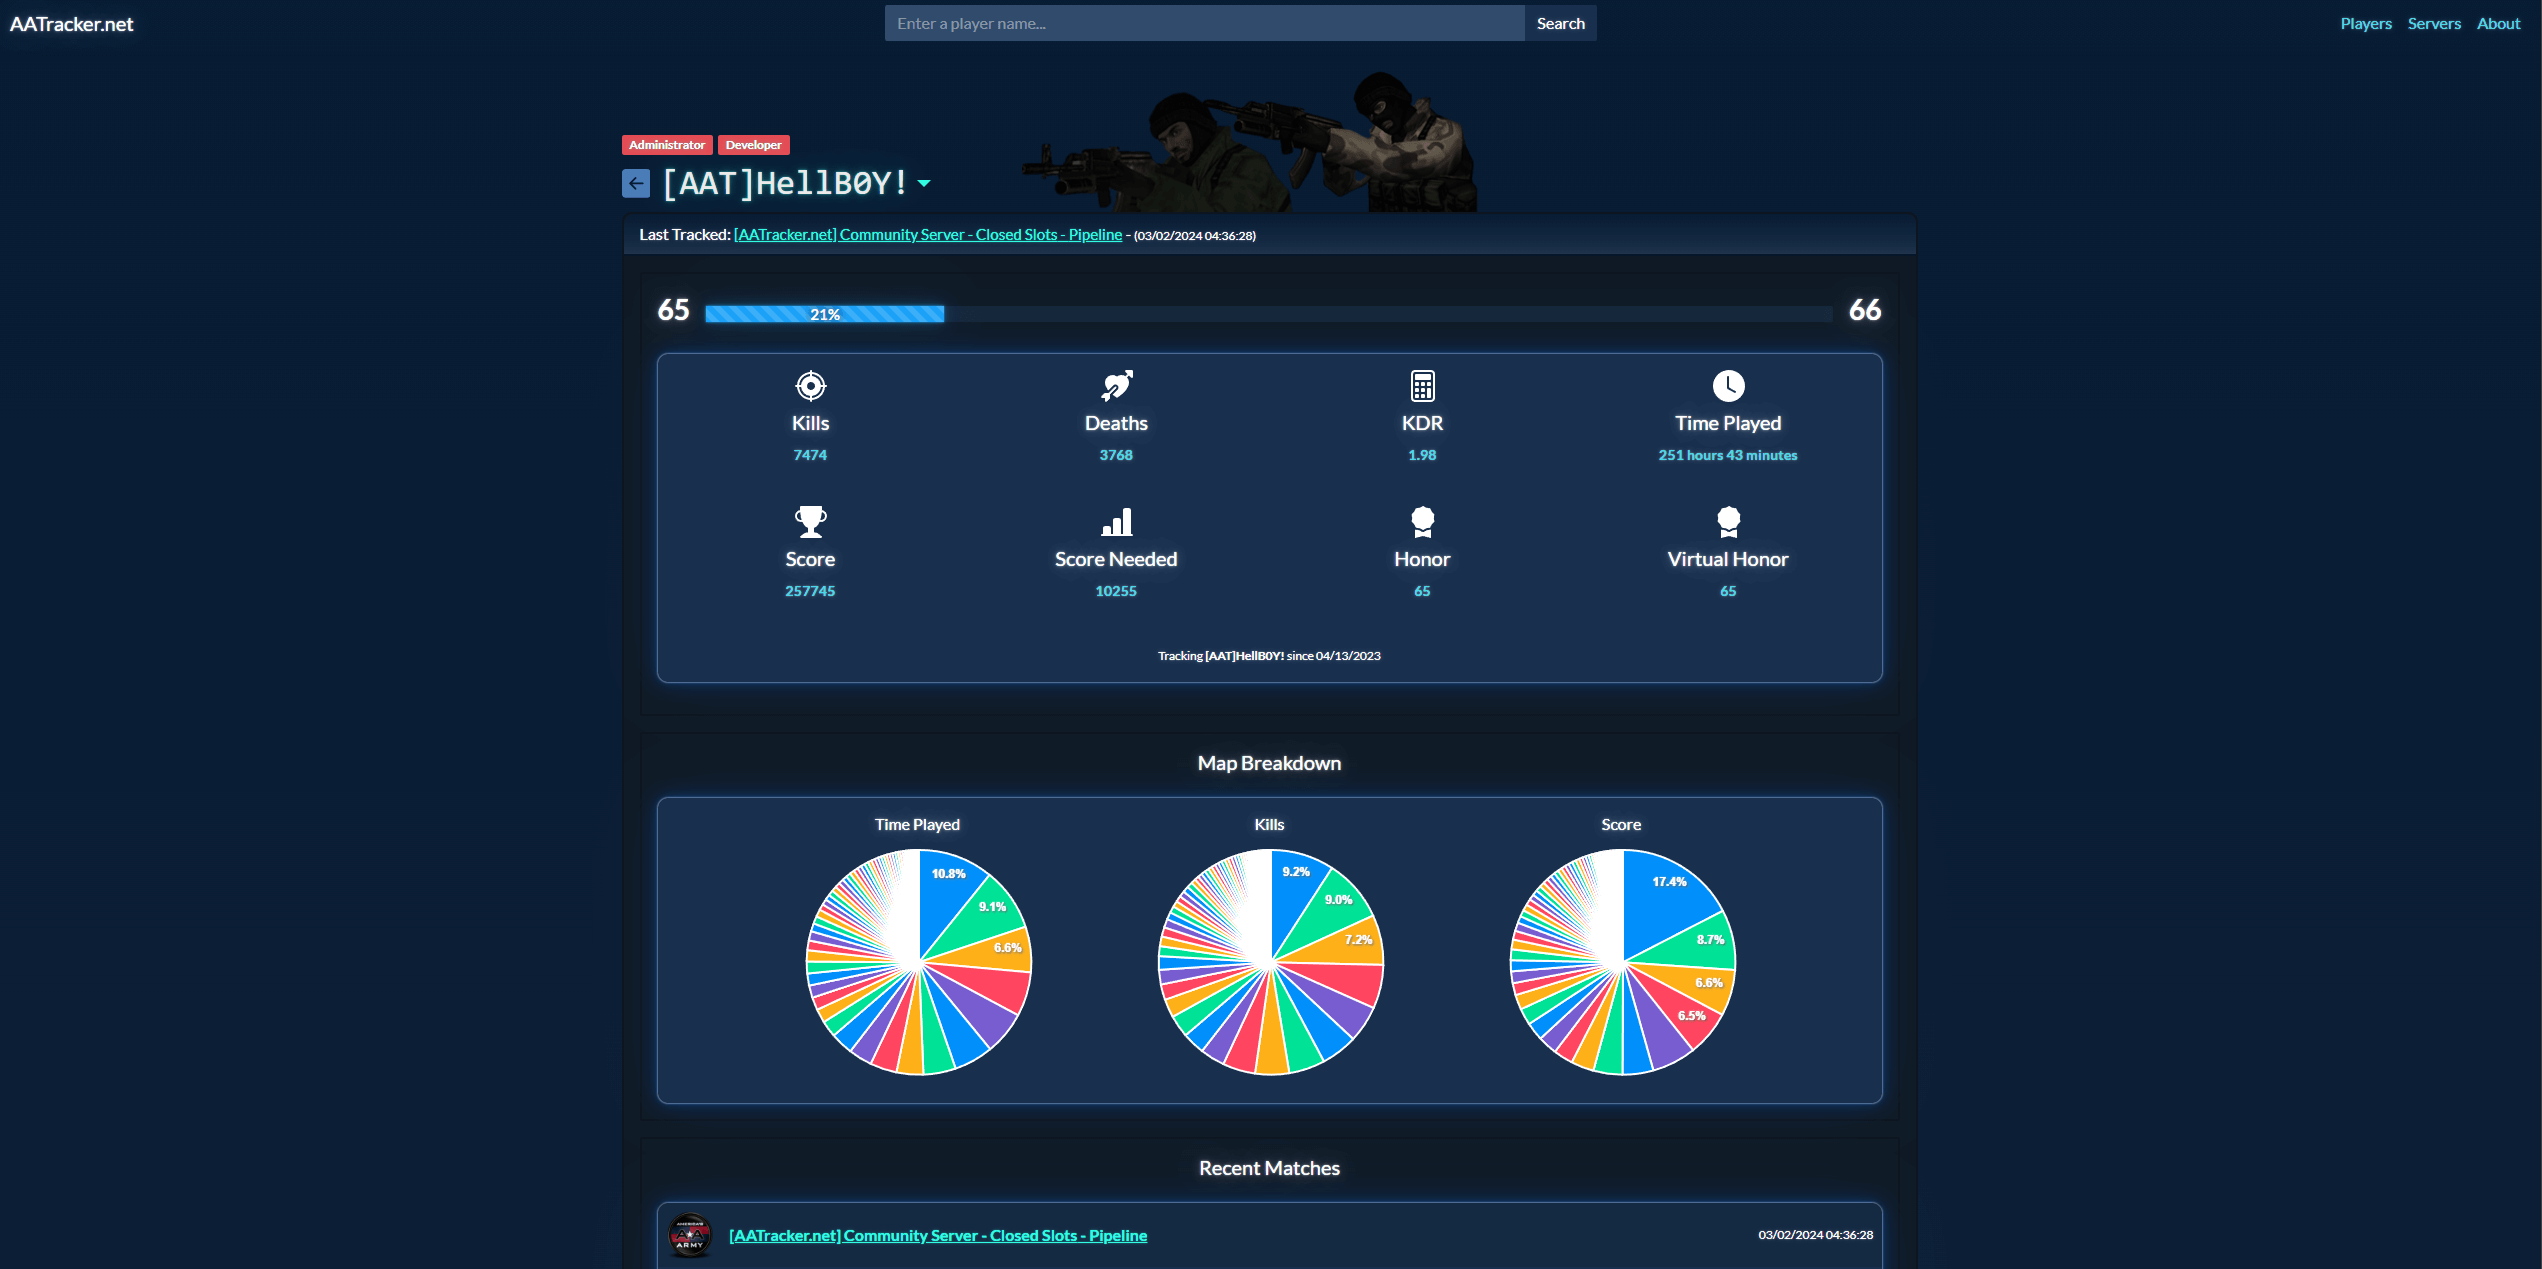 AATracker.net
Enter a player name...
Search
Players Servers About
Administrator Developer
[AAT]HellB0Y!
Last Tracked: [AATracker.net] Community Server - Closed Slots - Pipeline - (03/02/2024 04:36:28)
65 21% 66
Kills Deaths KDR Time Played
7474 3768 1.98 251 hours 43 minutes
Score Score Needed Honor Virtual Honor
257745 10255 65 65
Tracking [AAT]HellB0Y! since 04/13/2023
Map Breakdown
Time Played
10.8%
9.1%
6.6%
Kills
9.2%
9.0%
7.2%
Score
17.4%
8.7%
6.6%
6.5%
Recent Matches
AMERICA'S
AA
ARMY
[AATracker.net] Community Server - Closed Slots - Pipeline
03/02/2024 04:36:28